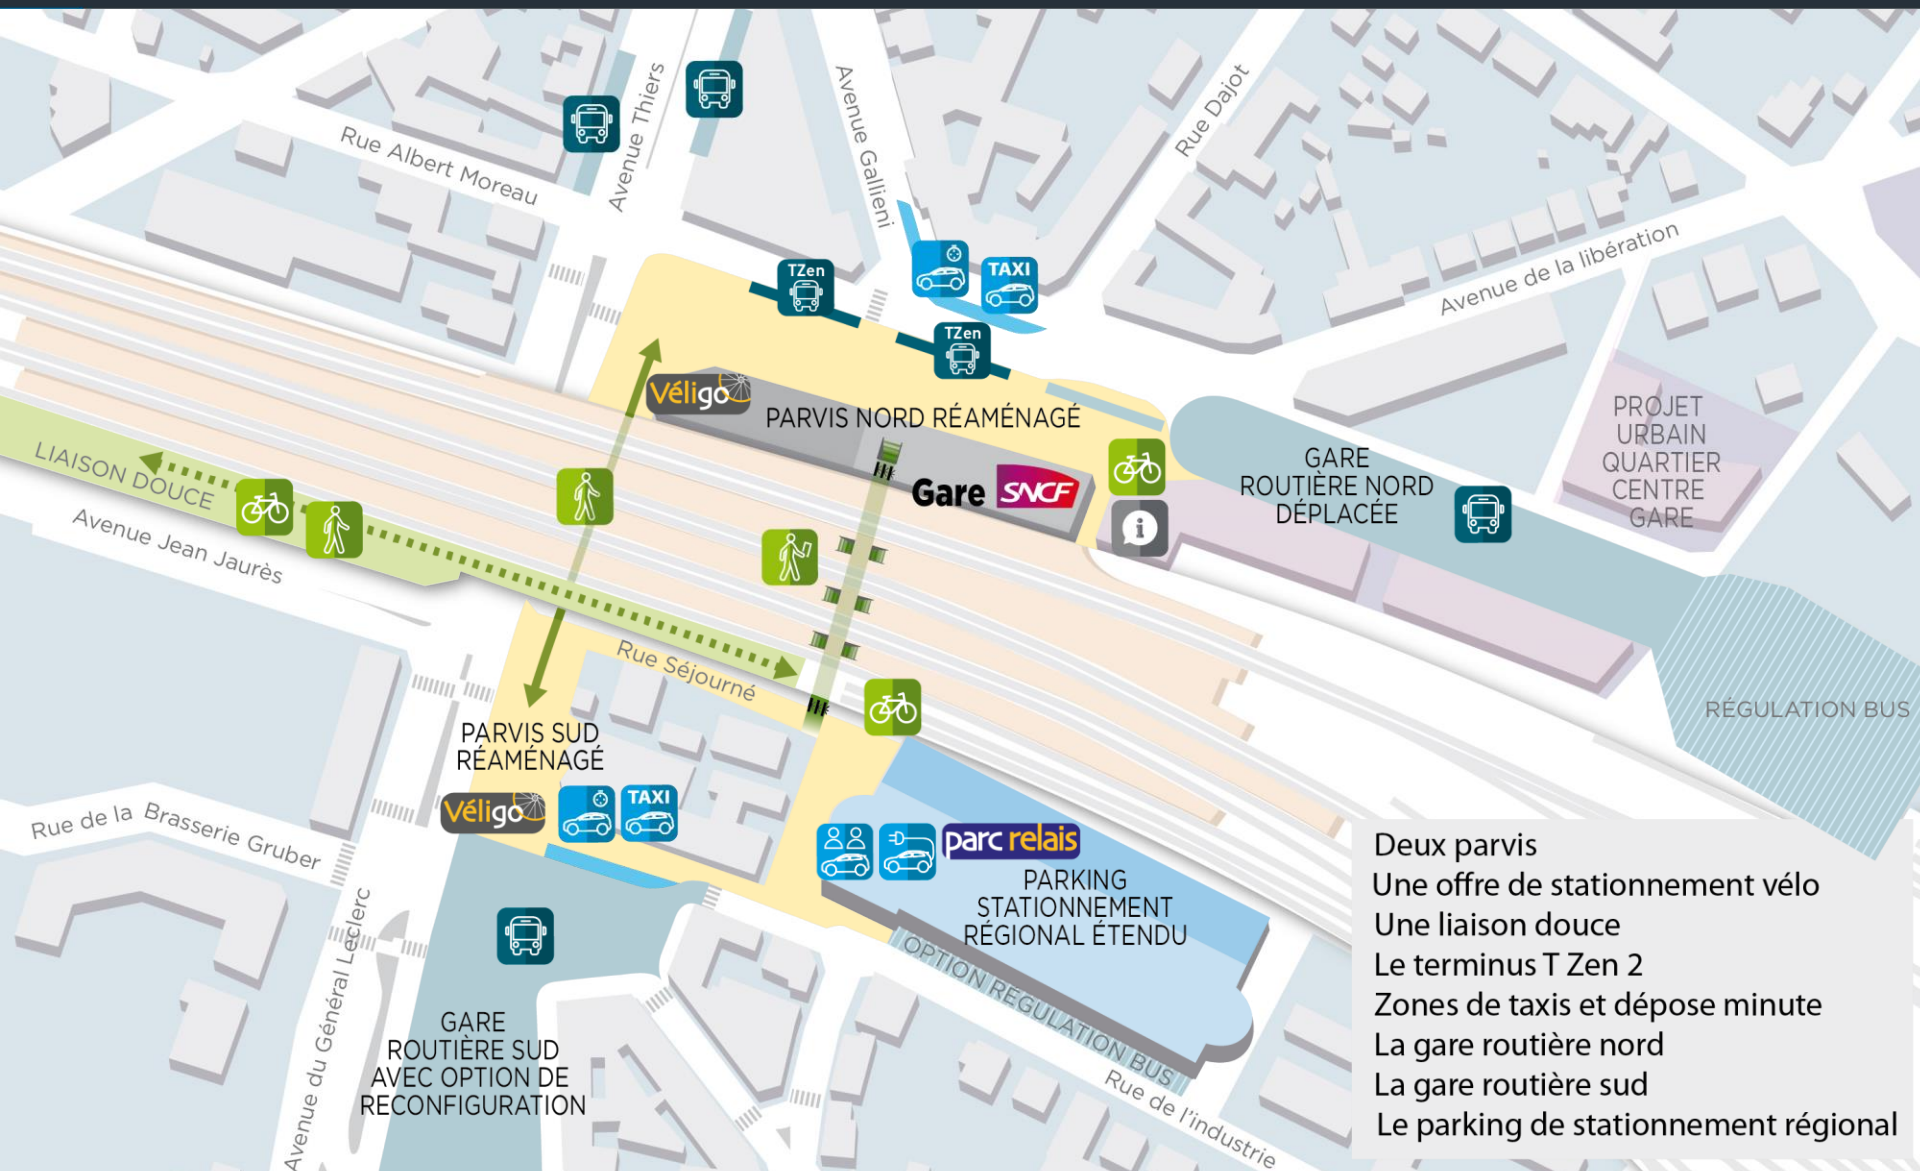 Avenue Thiers
Rue Albert Moreau
Avenue Gallieni
Rue Dajot
Avenue de la libération
TZen
TAXI
TZen
Véligo
PARVIS NORD RÉAMÉNAGÉ
Gare SNCF
i
GARE
ROUTIÈRE NORD
DÉPLACÉE
PROJET
URBAIN
QUARTIER
CENTRE
GARE
LIAISON DOUCE
Avenue Jean Jaurès
Rue Séjourné
RÉGULATION BUS
PARVIS SUD
RÉAMÉNAGÉ
Véligo
TAXI
Rue de la Brasserie Gruber
parc relais
PARKING
STATIONNEMENT
RÉGIONAL ÉTENDU
OPTION RÉGULATION BUS
Avenue du Général Leclerc
GARE
ROUTIÈRE SUD
AVEC OPTION DE
RECONFIGURATION
Rue de l'industrie
Deux parvis
Une offre de stationnement vélo
Une liaison douce
Le terminus T Zen 2
Zones de taxis et dépose minute
La gare routière nord
La gare routière sud
Le parking de stationnement régional